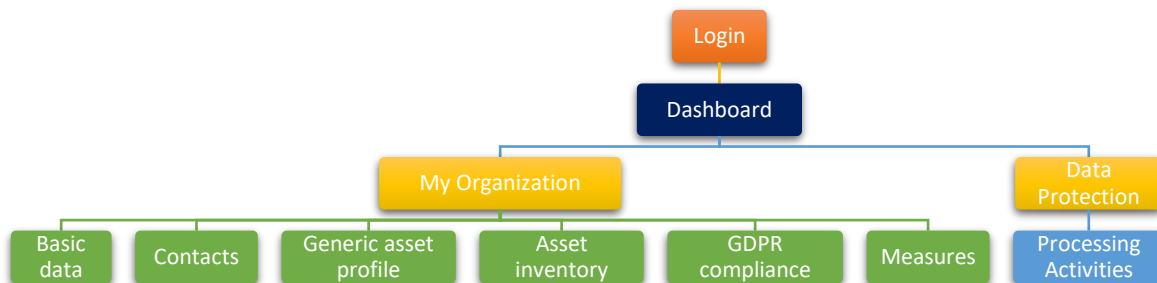 Login
Dashboard
My Organization
Data
Protection
Basic
data
Contacts
Generic asset
profile
Asset
inventory
GDPR
compliance
Measures
Processing
Activities